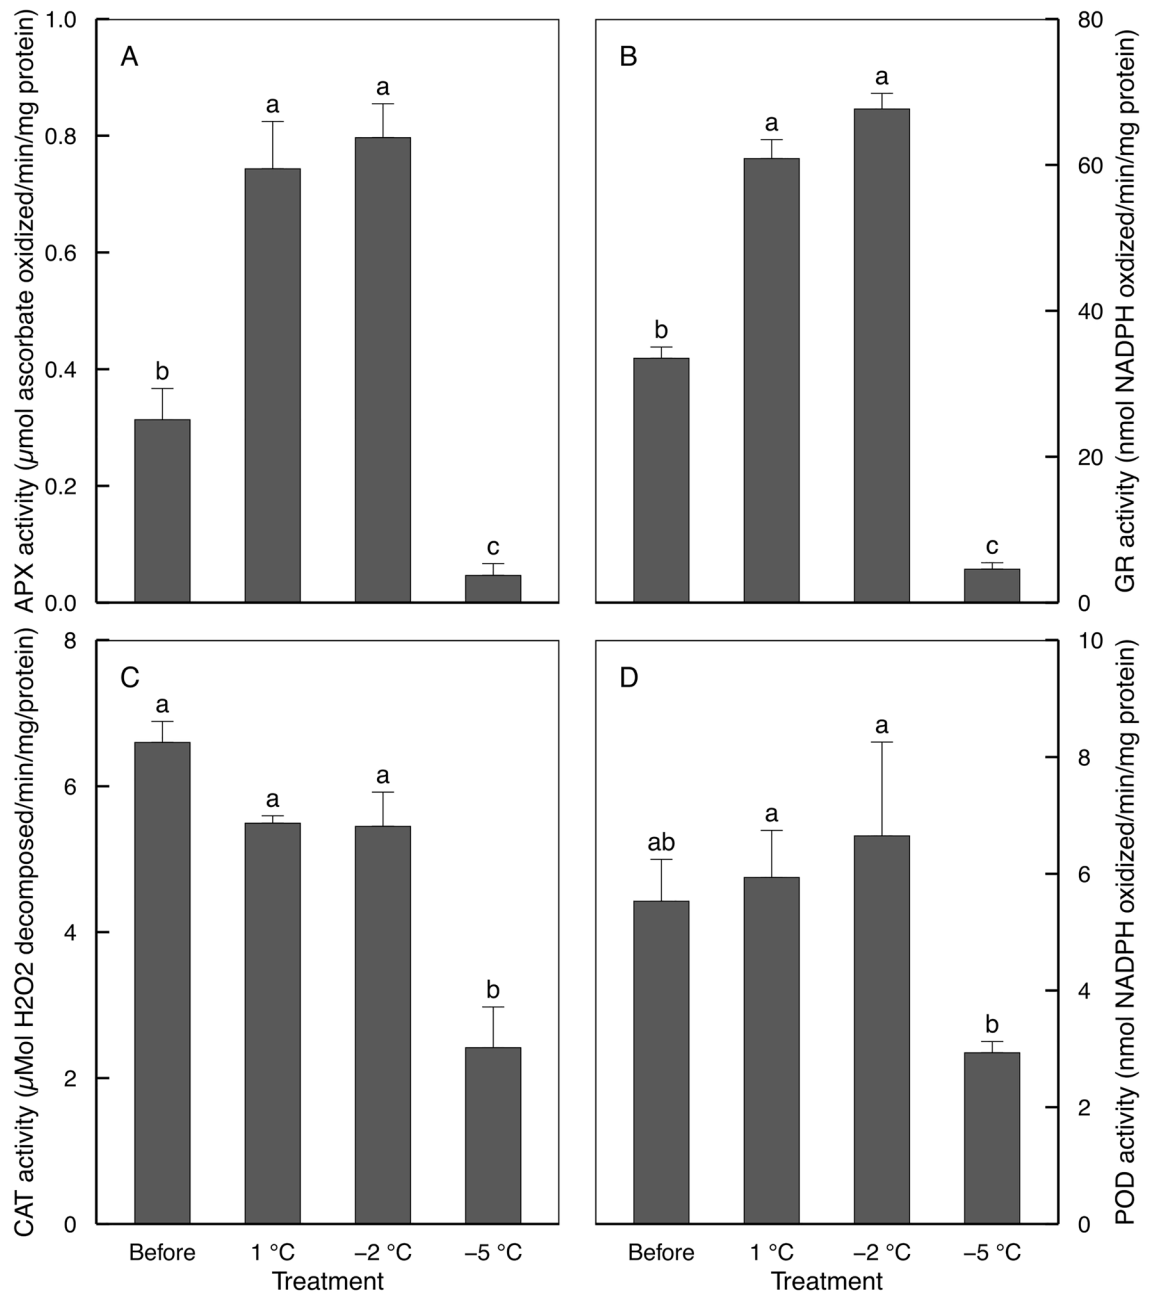 A
APX activity (µmol ascorbate oxidized/min/mg protein)
1.0
0.8
0.6
0.4
0.2
0.0
b
a
a
c
B
b
a
a
c
80
60
40
20
0
GR activity (nmol NADPH oxdized/min/mg protein)
C
CAT activity (µMol H2O2 decomposed/min/mg/protein)
8
6
4
2
0
a
a
a
b
Before
1 °C
−2 °C
−5 °C
Treatment
D
ab
a
a
b
10
8
6
4
2
0
POD activity (nmol NADPH oxidized/min/mg protein)
Before
1 °C
−2 °C
−5 °C
Treatment